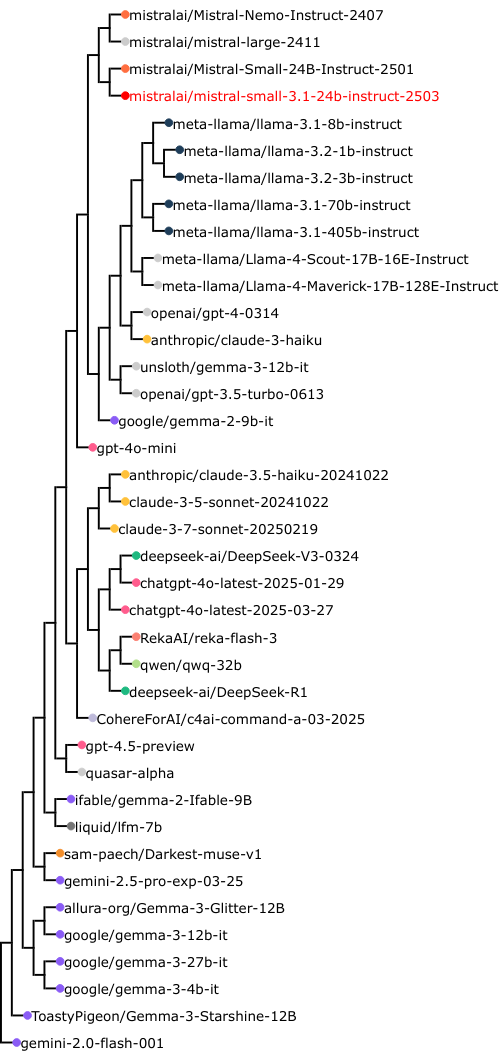 mistralai/Mistral-Nemo-Instruct-2407
mistralai/mistral-large-2411
mistralai/Mistral-Small-24B-Instruct-2501
mistralai/mistral-small-3.1-24b-instruct-2503
meta-llama/llama-3.1-8b-instruct
meta-llama/llama-3.2-1b-instruct
meta-llama/llama-3.2-3b-instruct
meta-llama/llama-3.1-70b-instruct
meta-llama/llama-3.1-405b-instruct
meta-llama/Llama-4-Scout-17B-16E-Instruct
meta-llama/Llama-4-Maverick-17B-128E-Instruct
openai/gpt-4-0314
anthropic/claude-3-haiku
unsloth/gemma-3-12b-it
openai/gpt-3.5-turbo-0613
google/gemma-2-9b-it
gpt-4o-mini
anthropic/claude-3.5-haiku-20241022
claude-3-5-sonnet-20241022
claude-3-7-sonnet-20250219
deepseek-ai/DeepSeek-V3-0324
chatgpt-4o-latest-2025-01-29
chatgpt-4o-latest-2025-03-27
RekaAI/reka-flash-3
qwen/qwq-32b
deepseek-ai/DeepSeek-R1
CohereForAI/c4ai-command-a-03-2025
gpt-4.5-preview
quasar-alpha
ifable/gemma-2-Ifable-9B
liquid/lfm-7b
sam-paech/Darkest-muse-v1
gemini-2.5-pro-exp-03-25
allura-org/Gemma-3-Glitter-12B
google/gemma-3-12b-it
google/gemma-3-27b-it
google/gemma-3-4b-it
ToastyPigeon/Gemma-3-Starshine-12B
gemini-2.0-flash-001